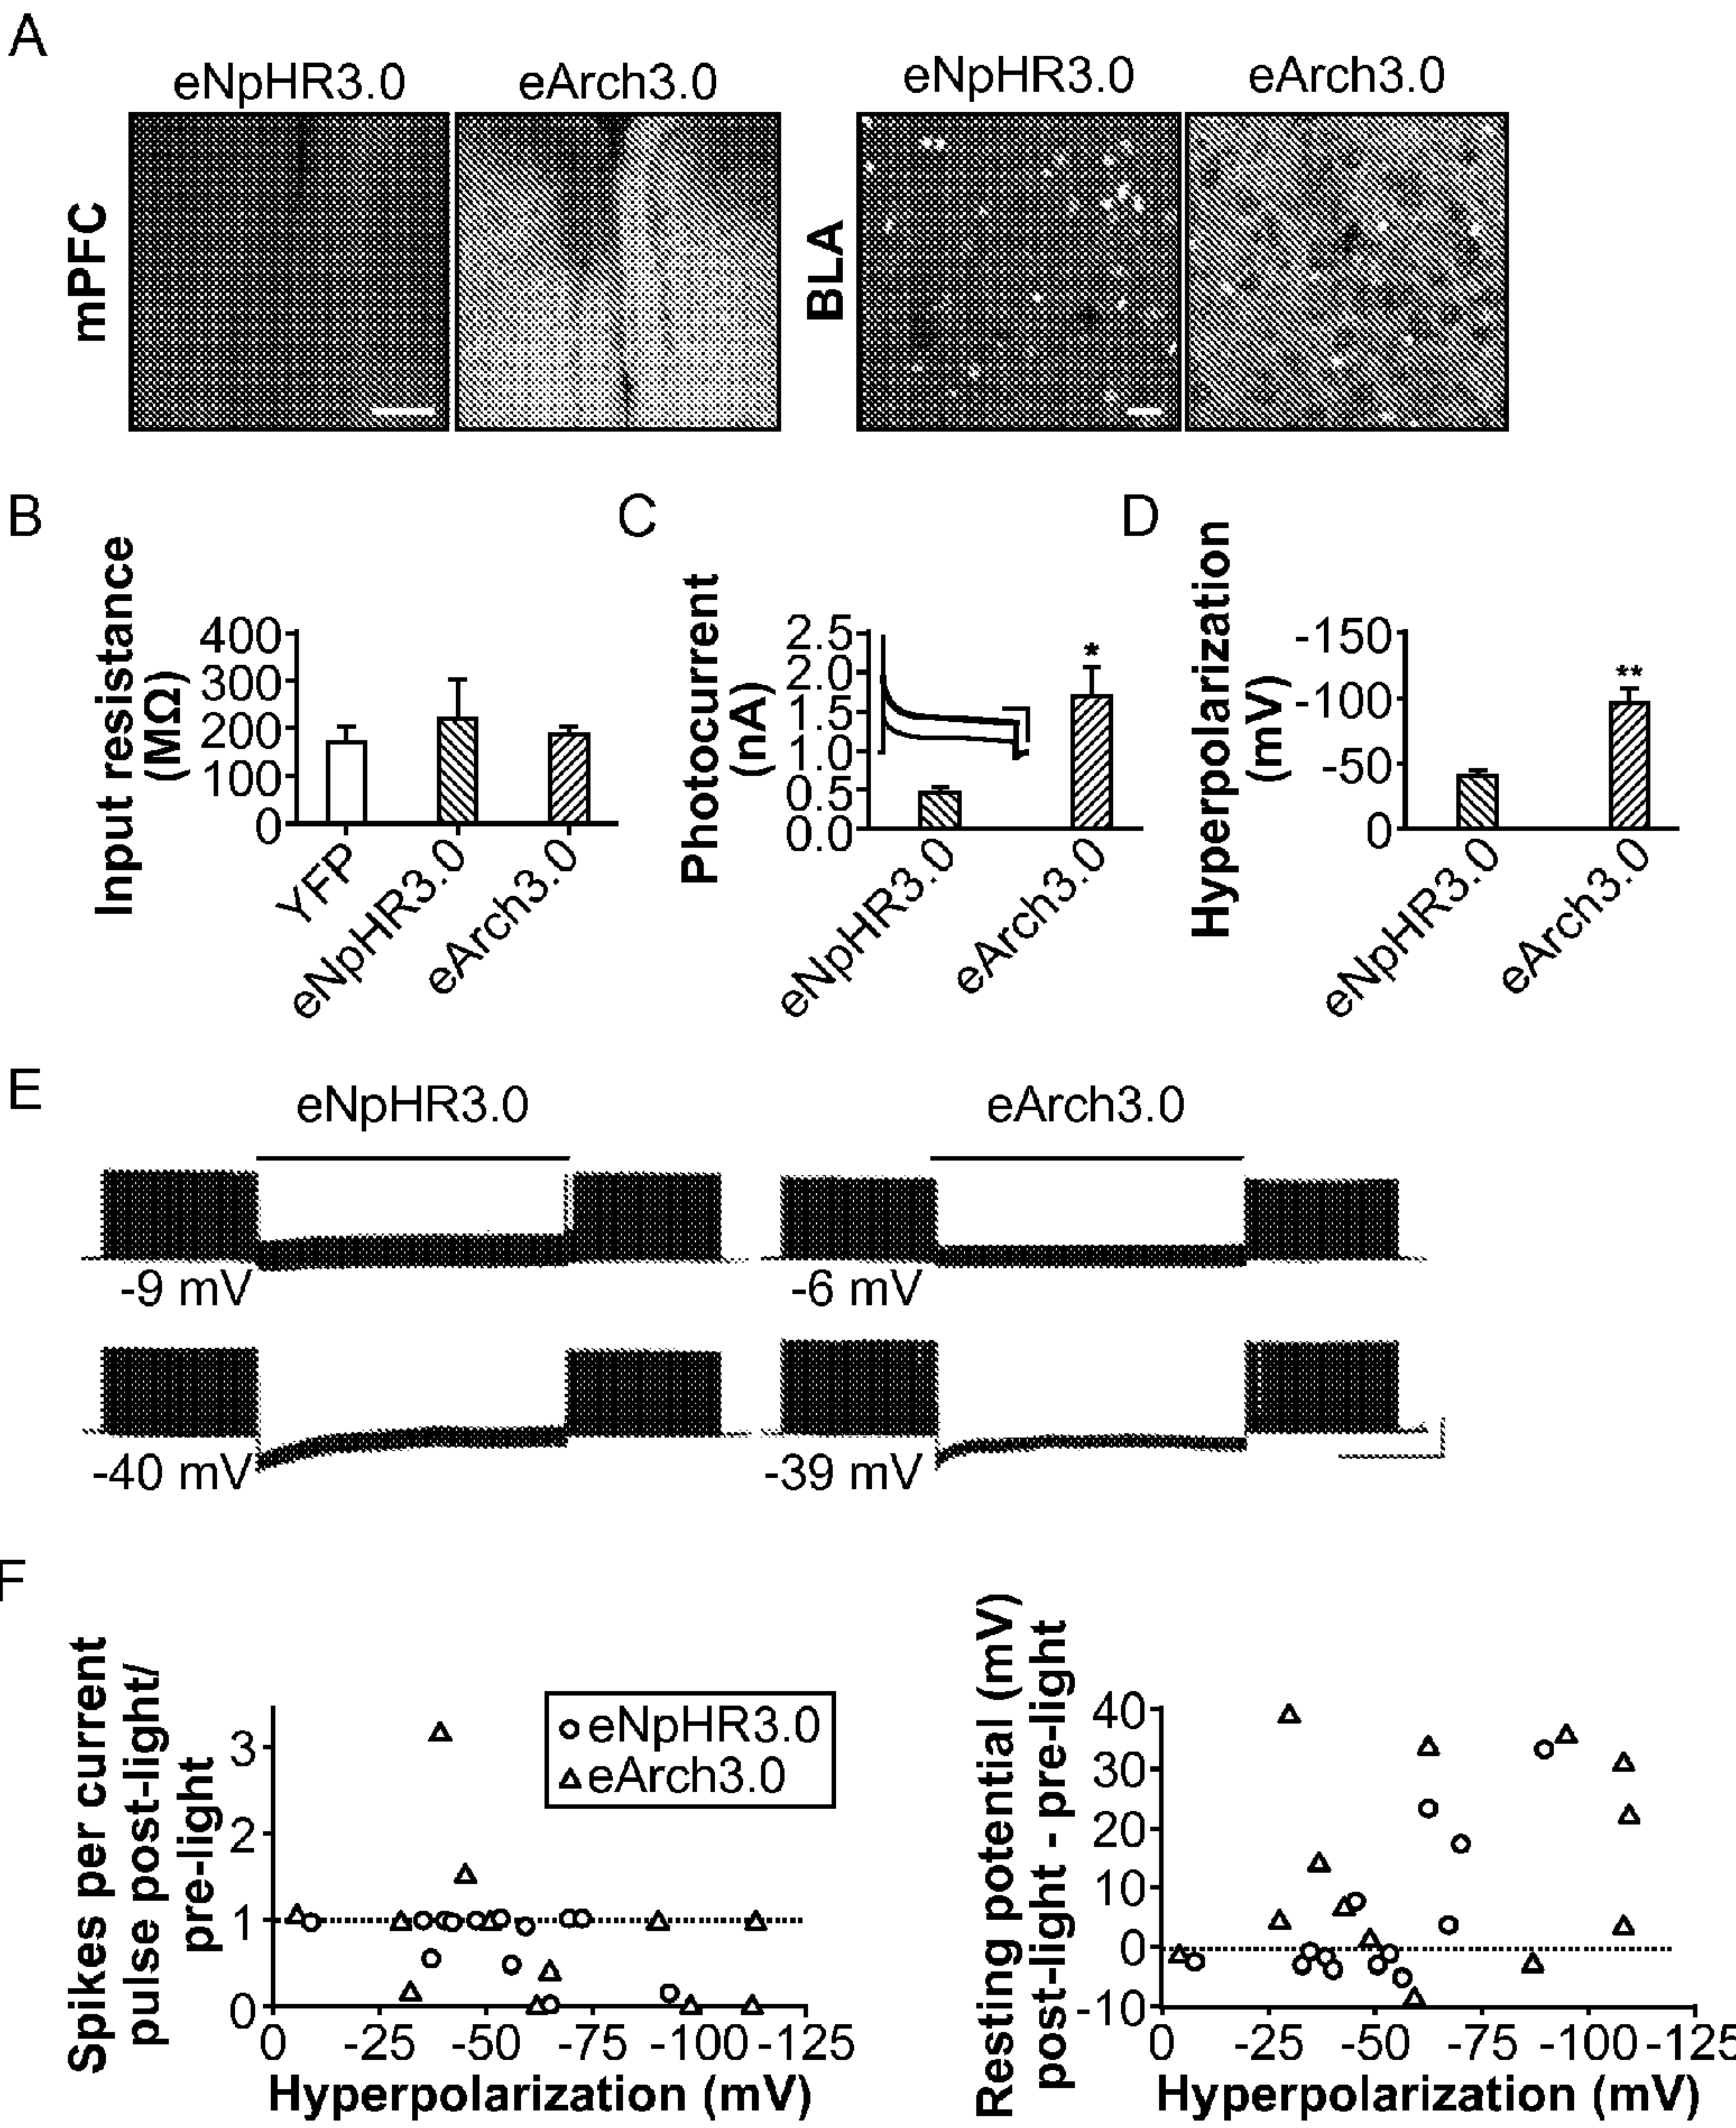 A
eNpHR3.0
eArch3.0
eNpHR3.0
eArch3.0
mPFC
BLA
B
Input resistance
(MΩ)
400
300
200
100
0
YFP
eNpHR3.0
eArch3.0
C
Photocurrent
(nA)
2.5
2.0
1.5
1.0
0.5
0.0
*
eNpHR3.0
eArch3.0
D
Hyperpolarization
(mV)
-150
-100
-50
0
**
eNpHR3.0
eArch3.0
E
eNpHR3.0
eArch3.0
-9 mV
-6 mV
-40 mV
-39 mV
F
Spikes per current
pulse post-light/
pre-light
3
2
1
0
eNpHR3.0
eArch3.0
0 -25 -50 -75 -100 -125
Hyperpolarization (mV)
Resting potential (mV)
post-light - pre-light
40
30
20
10
0
-10
0 -25 -50 -75 -100 -125
Hyperpolarization (mV)